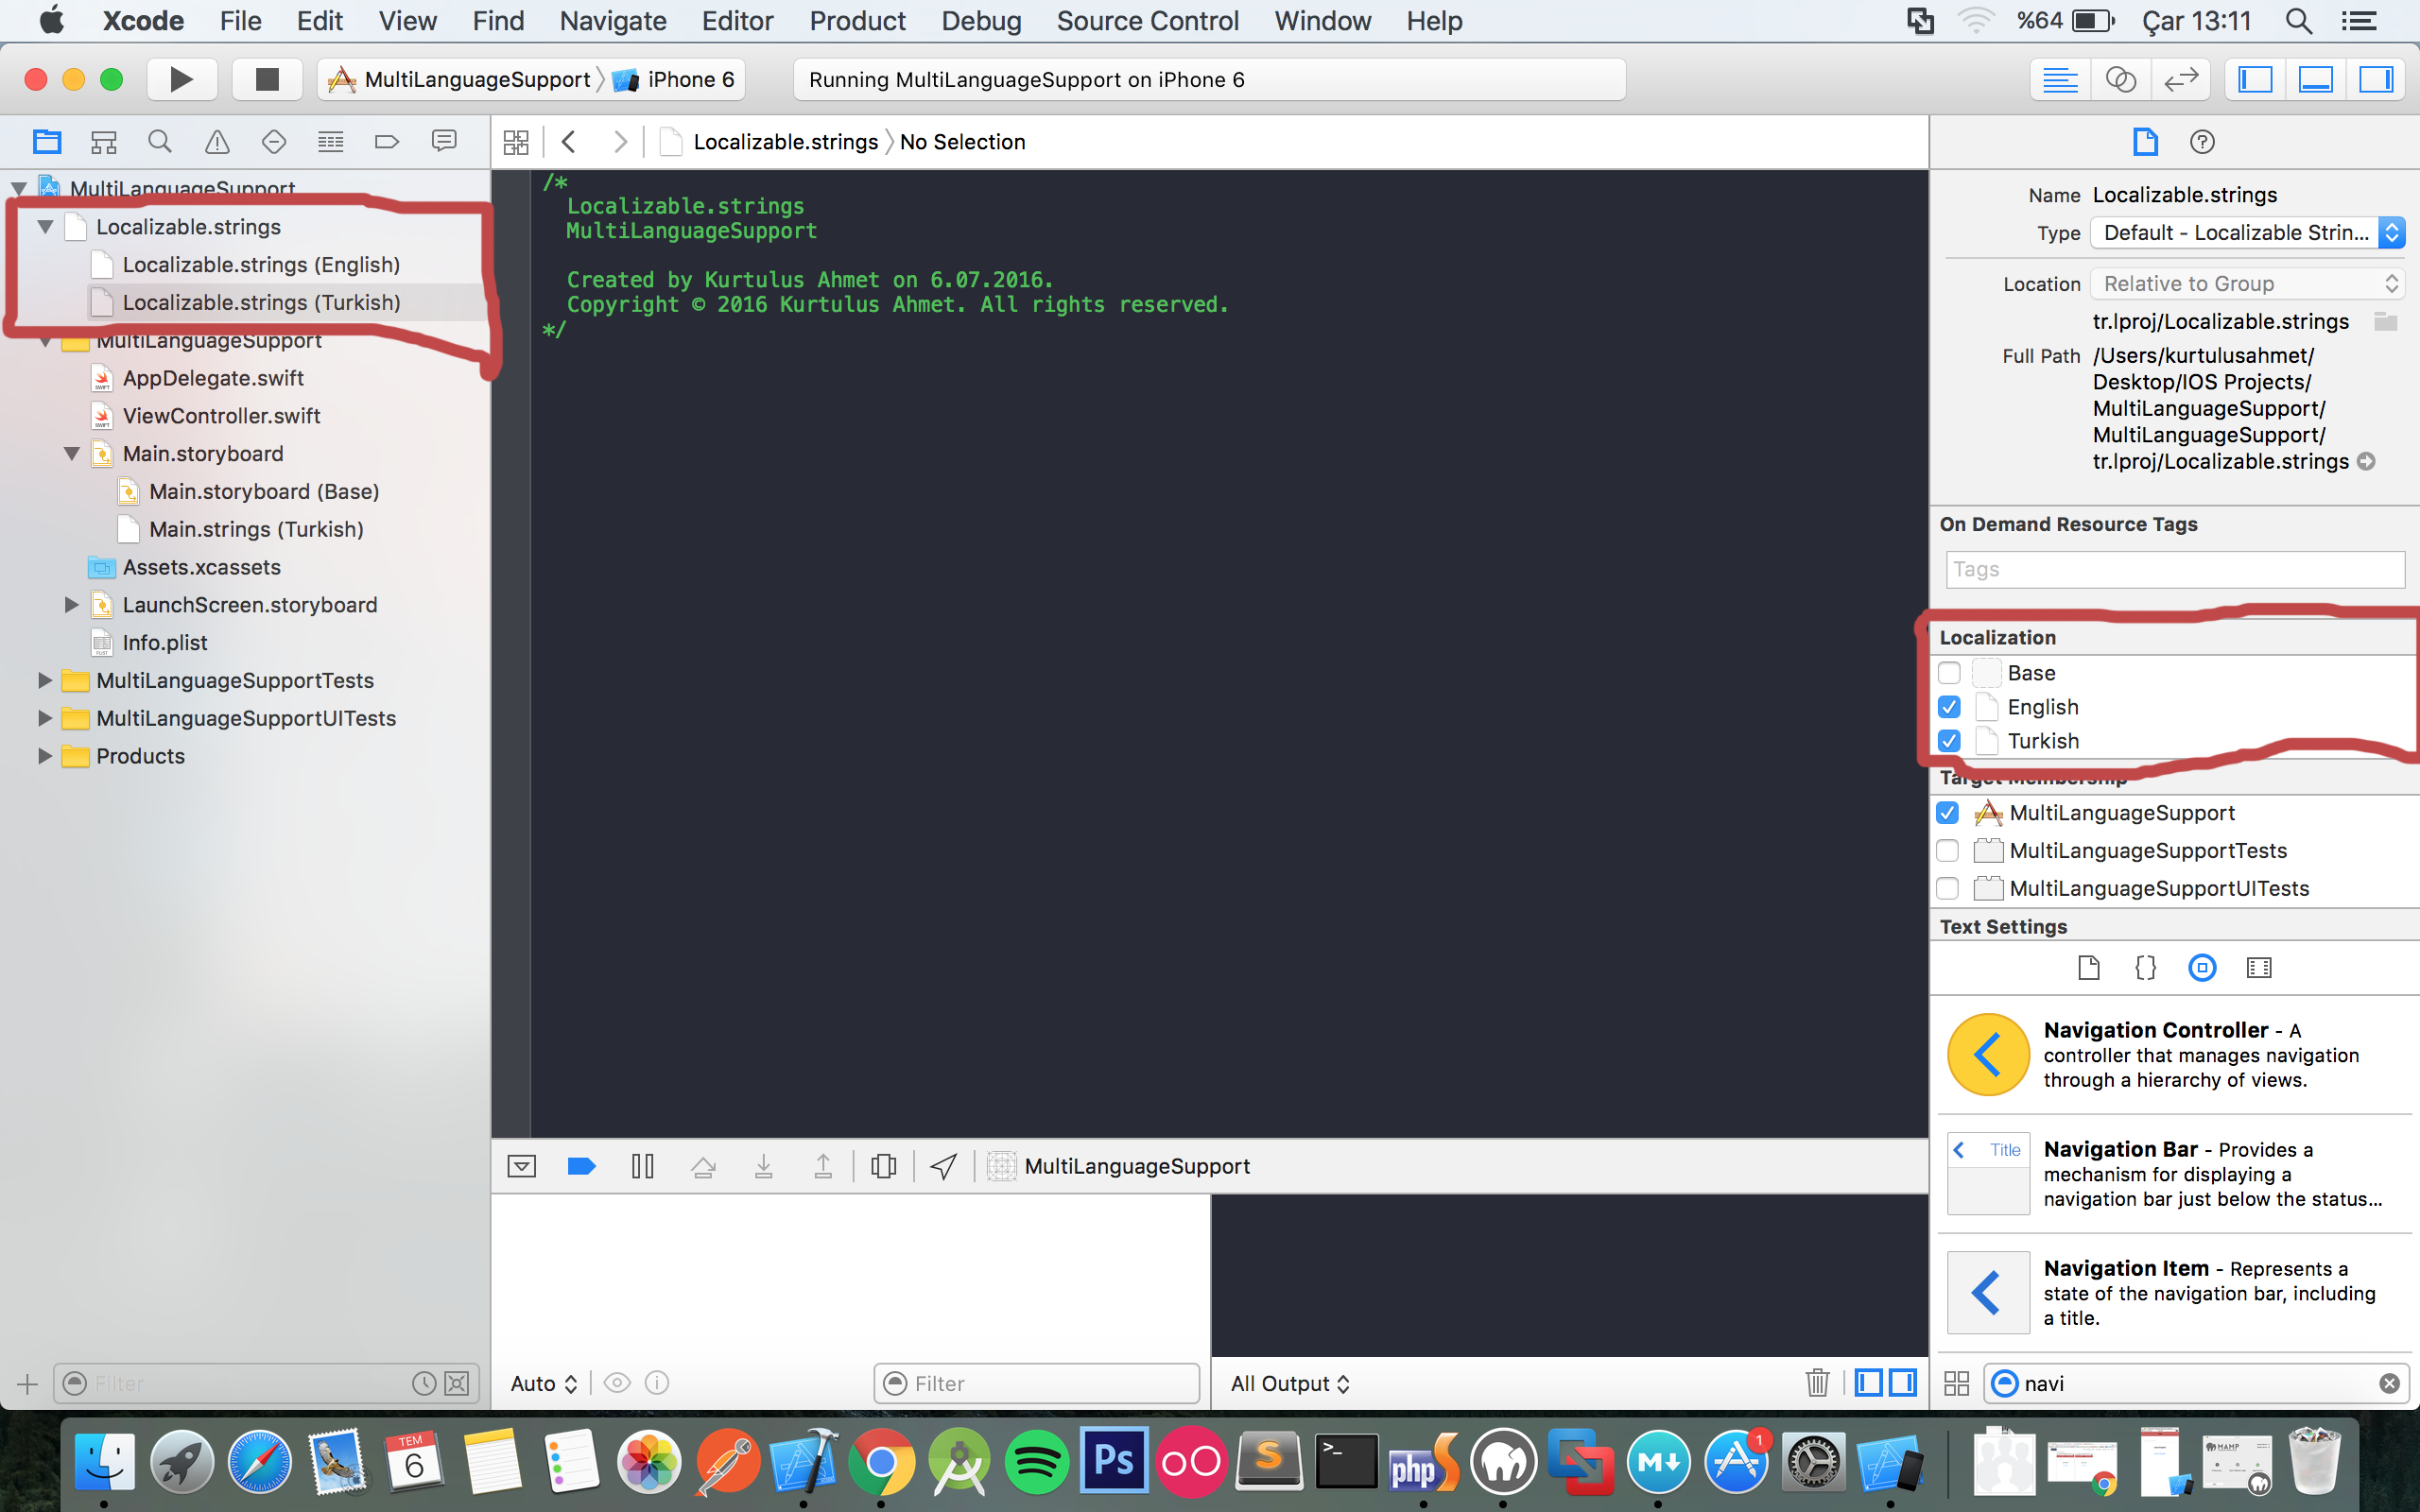 Xcode File Edit View Find Navigate Editor Product Debug Source Control Window Help %64 Çar 13:11
MultiLanguageSupport iPhone 6
Running MultiLanguageSupport on iPhone 6
Localizable.strings No Selection
MultiLanguageSupport
Localizable.strings
Localizable.strings (English)
Localizable.strings (Turkish)
MultiLanguageSupport
AppDelegate.swift
ViewController.swift
Main.storyboard
Main.storyboard (Base)
Main.strings (Turkish)
Assets.xcassets
LaunchScreen.storyboard
Info.plist
MultiLanguageSupportTests
MultiLanguageSupportUITests
Products
Filter
/*
Localizable.strings
MultiLanguageSupport
Created by Kurtulus Ahmet on 6.07.2016.
Copyright © 2016 Kurtulus Ahmet. All rights reserved.
*/
MultiLanguageSupport
Auto
Filter
All Output
Name Localizable.strings
Type Default - Localizable Strin...
Location Relative to Group
tr.lproj/Localizable.strings
Full Path /Users/kurtulusahmet/
Desktop/IOS Projects/
MultiLanguageSupport/
MultiLanguageSupport/
tr.lproj/Localizable.strings
On Demand Resource Tags
Tags
Localization
Base
English
Turkish
Target Membership
MultiLanguageSupport
MultiLanguageSupportTests
MultiLanguageSupportUITests
Text Settings
{}
Navigation Controller - A
controller that manages navigation
through a hierarchy of views.
Title
Navigation Bar - Provides a
mechanism for displaying a
navigation bar just below the status...
Navigation Item - Represents a
state of the navigation bar, including
a title.
navi
TEM
6
Ps
S
>_
php
M
1
MAMP